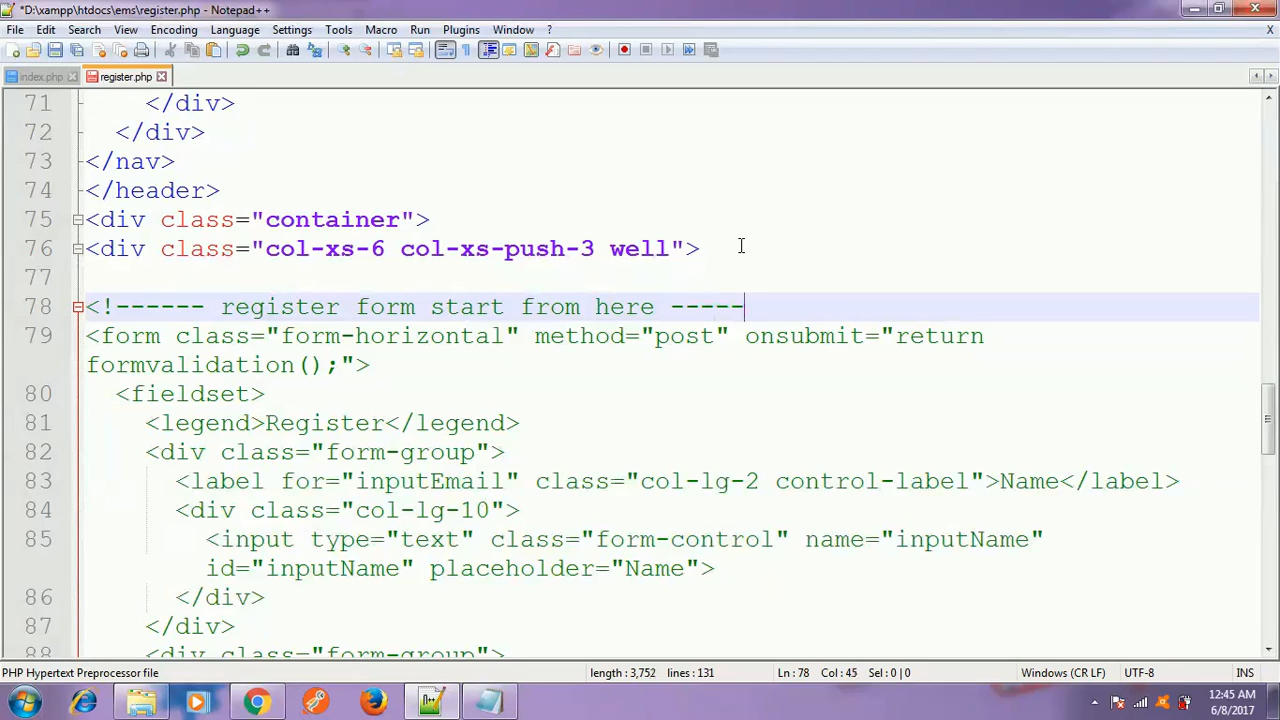 *D:\xampp\htdocs\ems\register.php - Notepad++
File Edit Search View Encoding Language Settings Tools Macro Run Plugins Window ?
index.php register.php
71 </div>
72 </div>
73 </nav>
74 </header>
75 <div class="container">
76 <div class="col-xs-6 col-xs-push-3 well">
77
78 <!------ register form start from here -----
79 <form class="form-horizontal" method="post" onsubmit="return
formvalidation();">
80 <fieldset>
81 <legend>Register</legend>
82 <div class="form-group">
83 <label for="inputEmail" class="col-lg-2 control-label">Name</label>
84 <div class="col-lg-10">
85 <input type="text" class="form-control" name="inputName"
id="inputName" placeholder="Name">
86 </div>
87 </div>
88 <div class="form-group">
PHP Hypertext Preprocessor file length : 3,752 lines : 131 Ln : 78 Col : 45 Sel : 0 | 0 Windows (CR LF) UTF-8 INS
12:45 AM
6/8/2017